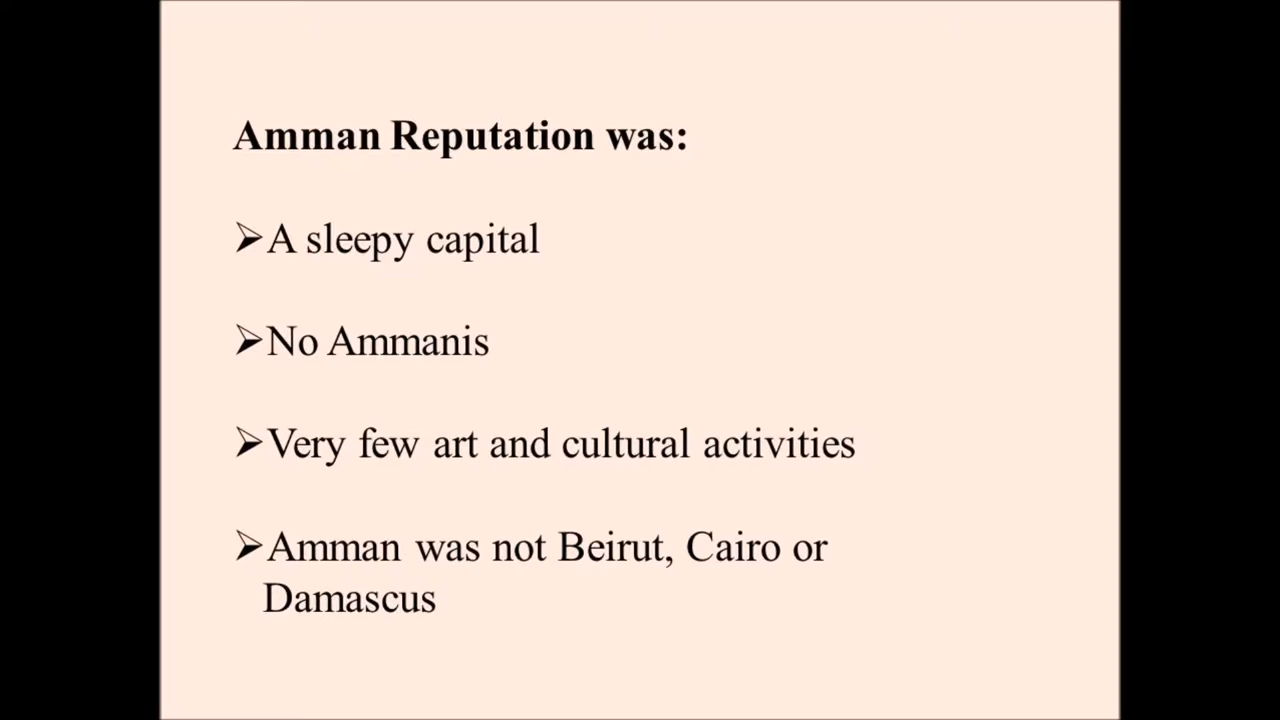 Amman Reputation was:
➢A sleepy capital
➢No Ammanis
➢Very few art and cultural activities
➢Amman was not Beirut, Cairo or
Damascus